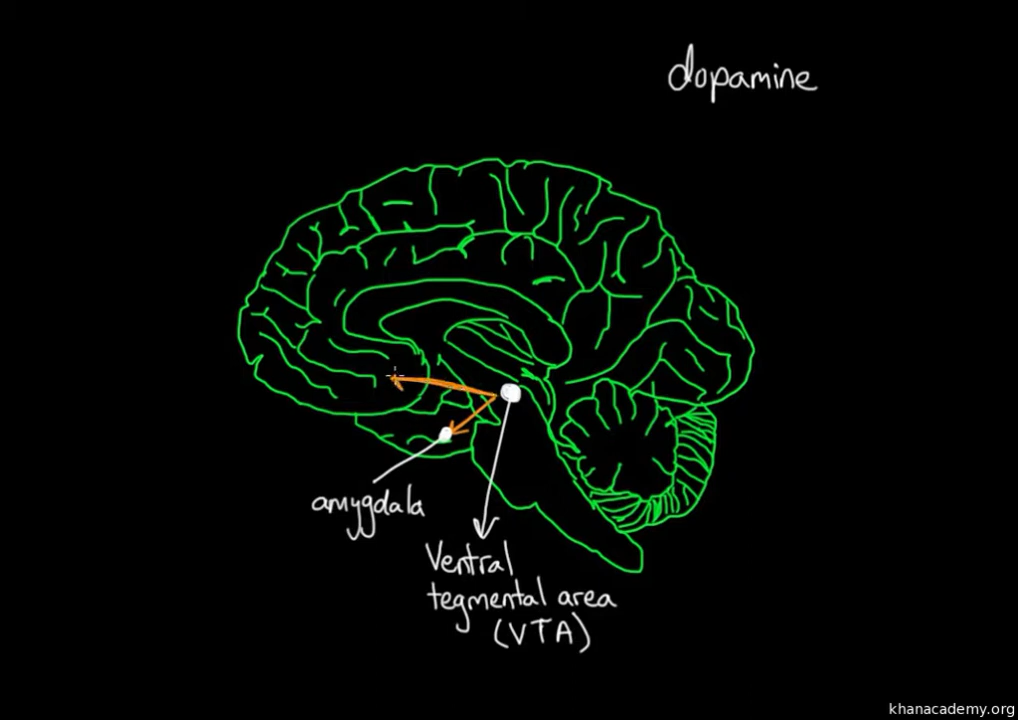 dopamine
amygdala
Ventral
tegmental area
(VTA)
khanacademy.org